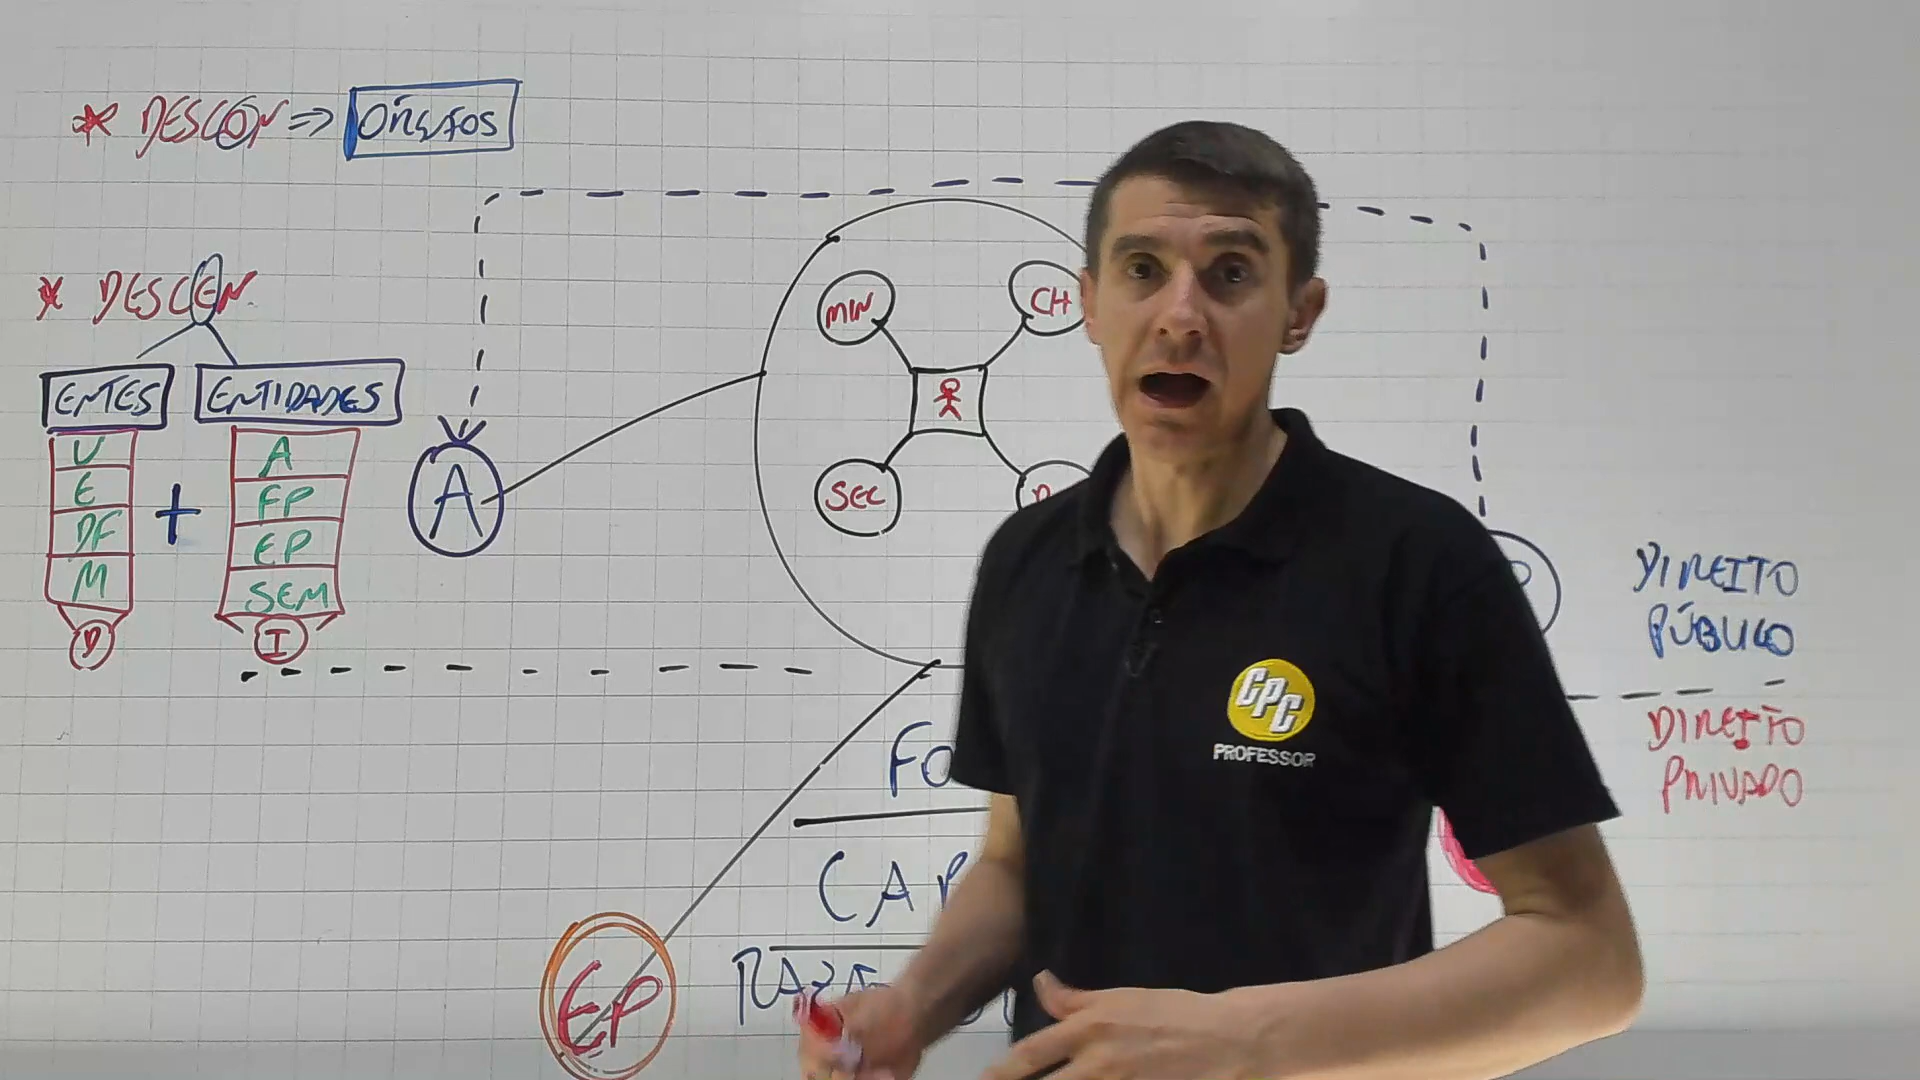 * DESCON => ÓRGÃOS
* DESCEN
ENTES ENTIDADES
U
E
DF
M
D
+
A
FP
EP
SEM
I
A
MIN
CH
SEC
DIREITO
PÚBLICO
DIREITO
PRIVADO
EP
CPC
PROFESSOR